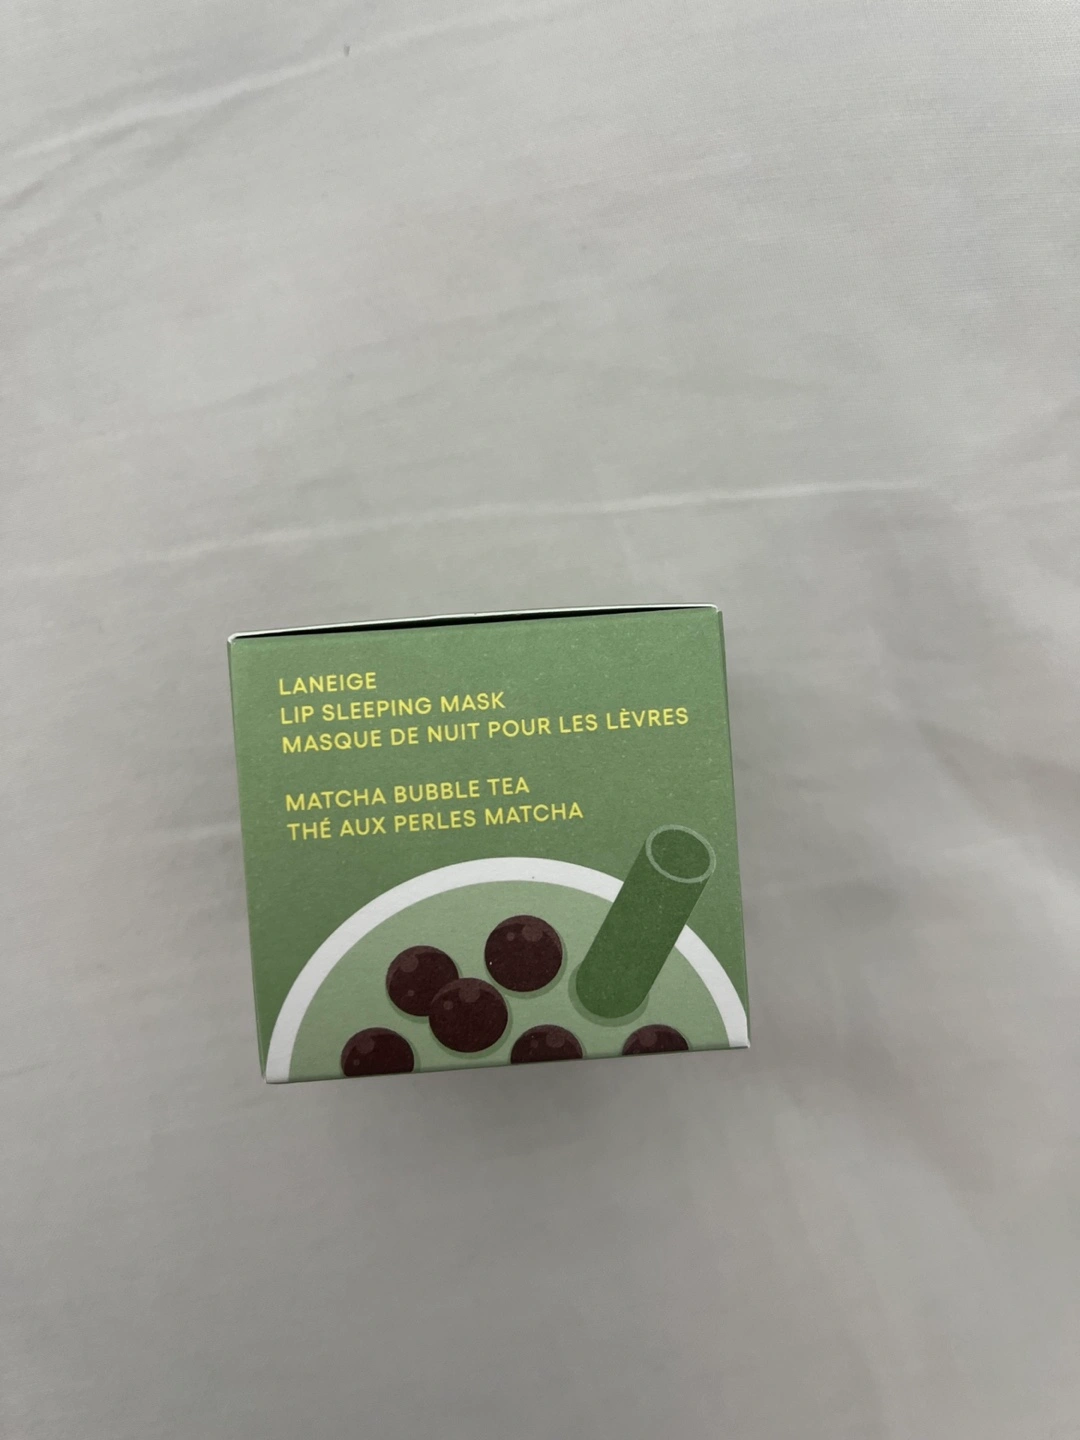 LANEIGE
LIP SLEEPING MASK
MASQUE DE NUIT POUR LES LÈVRES
MATCHA BUBBLE TEA
THÉ AUX PERLES MATCHA